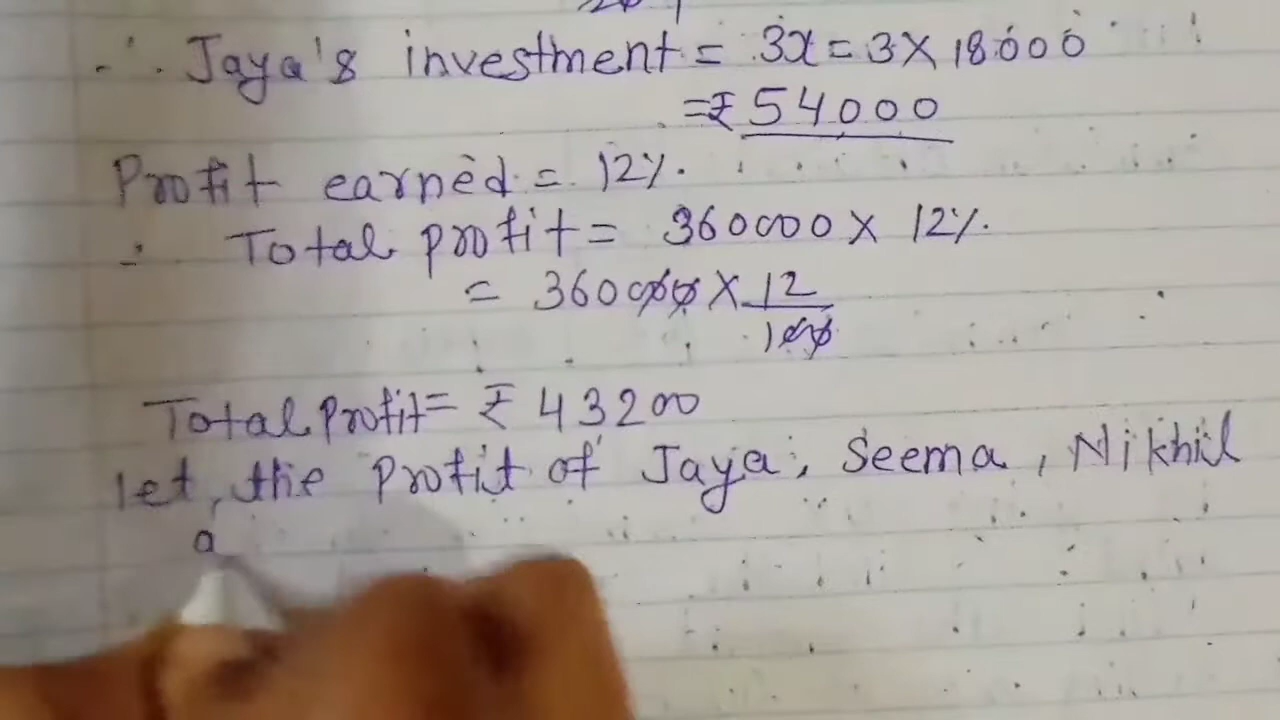 ∴ Jaya's investment = 3x = 3 × 18000
= ₹ 54000
Profit earned = 12%.
∴ Total profit = 360000 × 12%.
= 360000 × 12/100
Total Profit = ₹ 43200
let, the Profit of Jaya, Seema, Nikhil
a